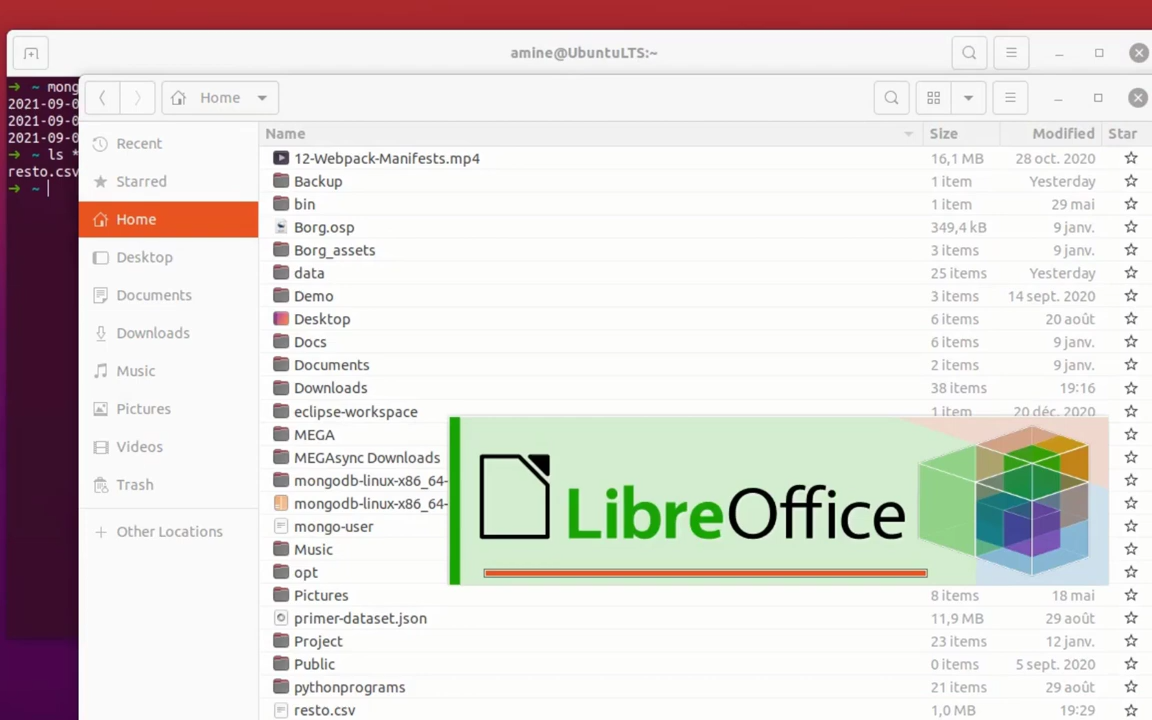 amine@UbuntuLTS:~
→ ~ mong
2021-09-0
2021-09-0
2021-09-0
→ ~ ls *
resto.csv
→ ~
Home
Recent
Starred
Home
Desktop
Documents
Downloads
Music
Pictures
Videos
Trash
Other Locations
Name Size Modified Star
12-Webpack-Manifests.mp4 16,1 MB 28 oct. 2020
Backup 1 item Yesterday
bin 1 item 29 mai
Borg.osp 349,4 kB 9 janv.
Borg_assets 3 items 9 janv.
data 25 items Yesterday
Demo 3 items 14 sept. 2020
Desktop 6 items 20 août
Docs 6 items 9 janv.
Documents 2 items 9 janv.
Downloads 38 items 19:16
eclipse-workspace 1 item 20 déc. 2020
MEGA
MEGAsync Downloads
mongodb-linux-x86_64-
mongodb-linux-x86_64-
mongo-user
Music
opt
LibreOffice
Pictures 8 items 18 mai
primer-dataset.json 11,9 MB 29 août
Project 23 items 12 janv.
Public 0 items 5 sept. 2020
pythonprograms 21 items 29 août
resto.csv 1,0 MB 19:29